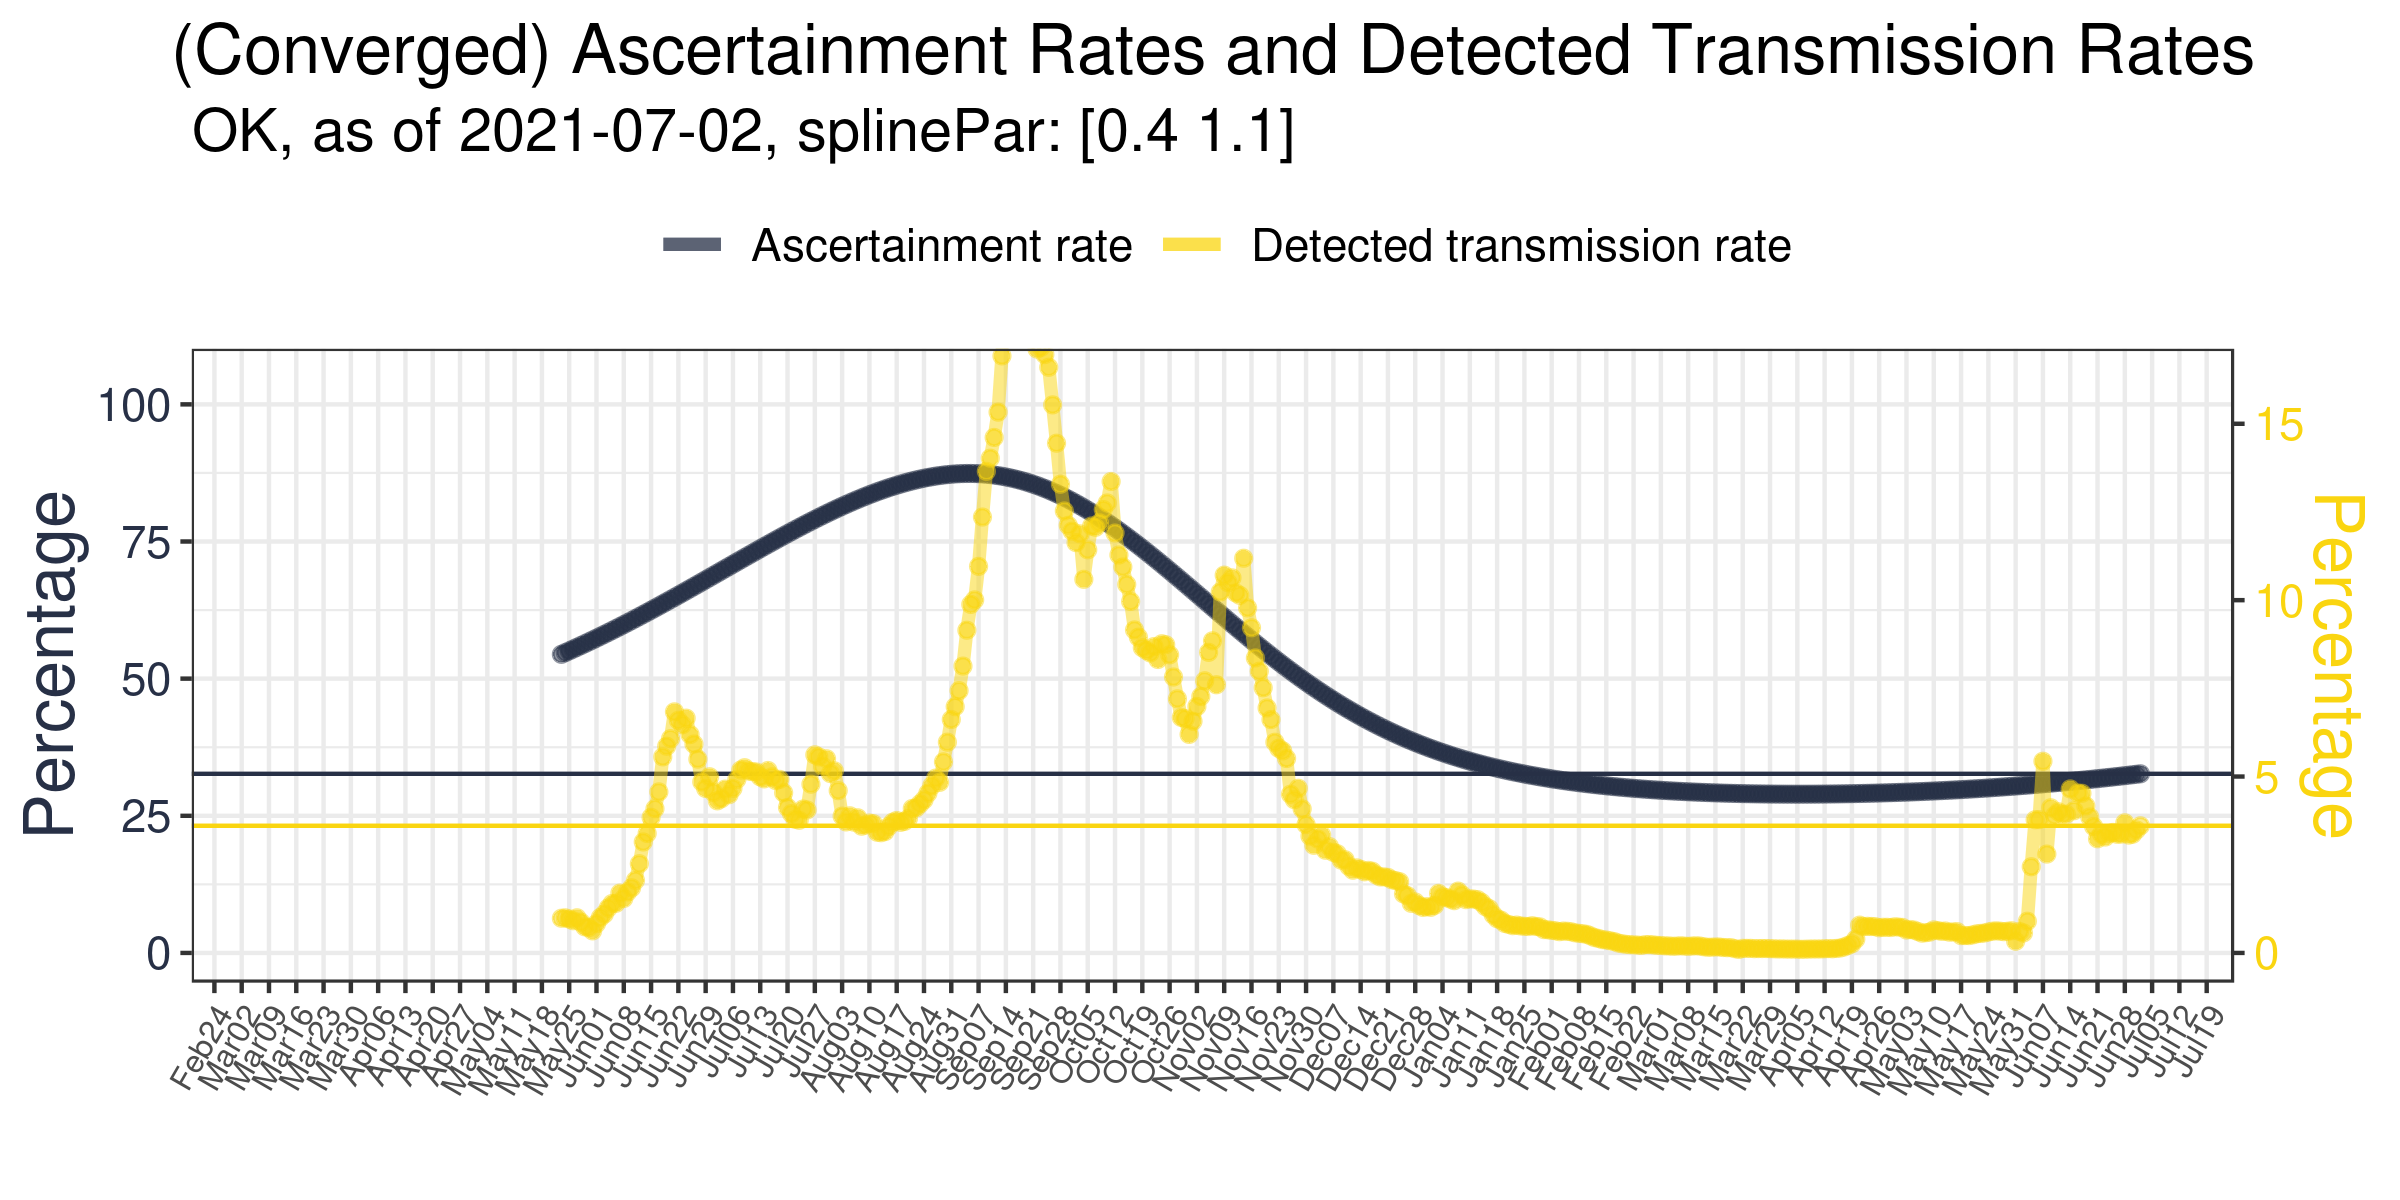 (Converged) Ascertainment Rates and Detected Transmission Rates
OK, as of 2021-07-02, splinePar: [0.4 1.1]
Ascertainment rate
Detected transmission rate
Percentage
100
75
50
25
0
15
10
5
0
Percentage
Feb24
Mar02
Mar09
Mar16
Mar23
Mar30
Apr06
Apr13
Apr20
Apr27
May04
May11
May18
May25
Jun01
Jun08
Jun15
Jun22
Jun29
Jul06
Jul13
Jul20
Jul27
Aug03
Aug10
Aug17
Aug24
Aug31
Sep07
Sep14
Sep21
Sep28
Oct05
Oct12
Oct19
Oct26
Nov02
Nov09
Nov16
Nov23
Nov30
Dec07
Dec14
Dec21
Dec28
Jan04
Jan11
Jan18
Jan25
Feb01
Feb08
Feb15
Feb22
Mar01
Mar08
Mar15
Mar22
Mar29
Apr05
Apr12
Apr19
Apr26
May03
May10
May17
May24
May31
Jun07
Jun14
Jun21
Jun28
Jul05
Jul12
Jul19